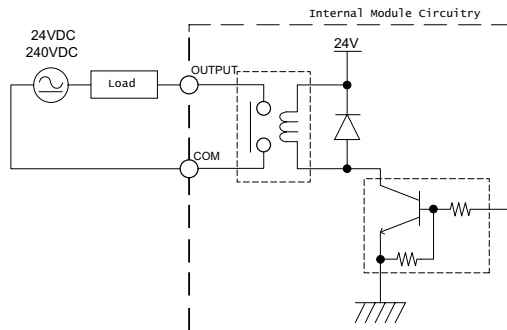 Internal Module Circuitry
24VDC
240VDC
24V
OUTPUT
Load
COM